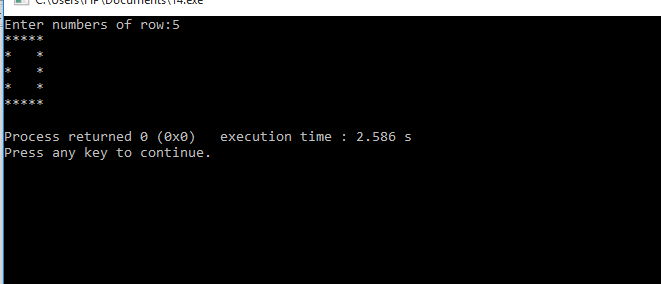 C:\Users\HP\Documents\14.exe
Enter numbers of row:5
*****
*   *
*   *
*   *
*****
Process returned 0 (0x0)   execution time : 2.586 s
Press any key to continue.